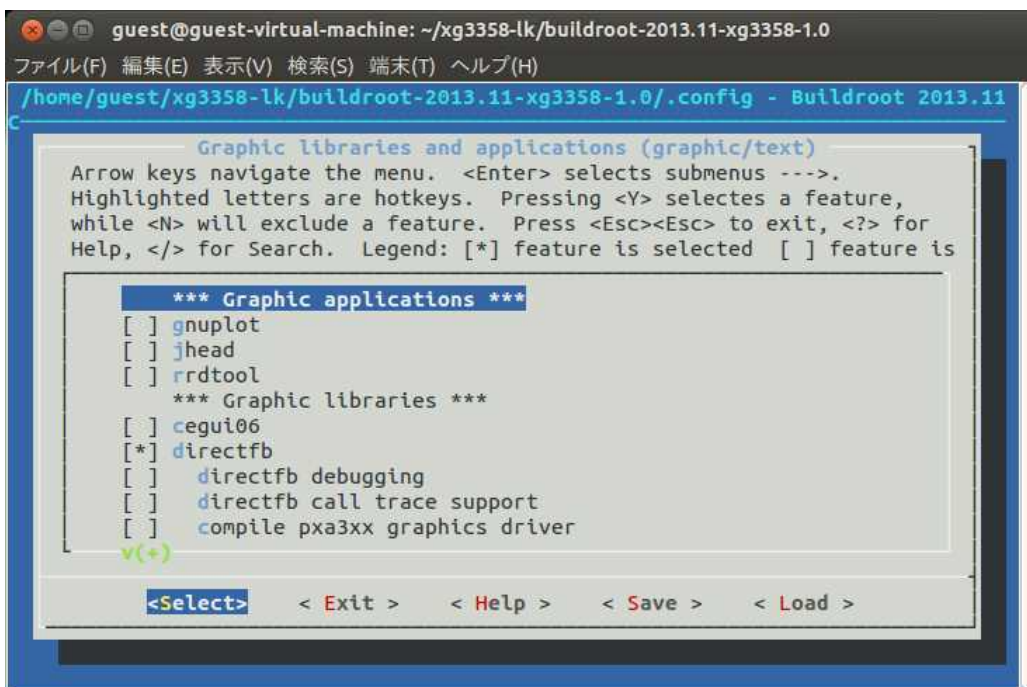 guest@guest-virtual-machine: ~/xg3358-lk/buildroot-2013.11-xg3358-1.0
ファイル(F) 編集(E) 表示(V) 検索(S) 端末(T) ヘルプ(H)
/home/guest/xg3358-lk/buildroot-2013.11-xg3358-1.0/.config - Buildroot 2013.11
C
Graphic libraries and applications (graphic/text)
Arrow keys navigate the menu. <Enter> selects submenus --->.
Highlighted letters are hotkeys. Pressing <Y> selectes a feature,
while <N> will exclude a feature. Press <Esc><Esc> to exit, <?> for
Help, </> for Search. Legend: [*] feature is selected [ ] feature is
*** Graphic applications ***
[ ] gnuplot
[ ] jhead
[ ] rrdtool
*** Graphic libraries ***
[ ] cegui06
[*] directfb
[ ] directfb debugging
[ ] directfb call trace support
[ ] compile pxa3xx graphics driver
v(+)
<Select> < Exit > < Help > < Save > < Load >